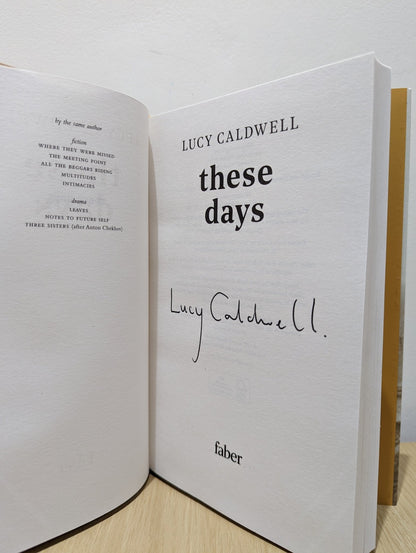 by the same author
fiction
WHERE THEY WERE MISSED
THE MEETING POINT
ALL THE BEGGARS RIDING
MULTITUDES
INTIMACIES
drama
LEAVES
NOTES TO FUTURE SELF
THREE SISTERS (after Anton Chekhov)
LUCY CALDWELL
these
days
Lucy Caldwell.
faber